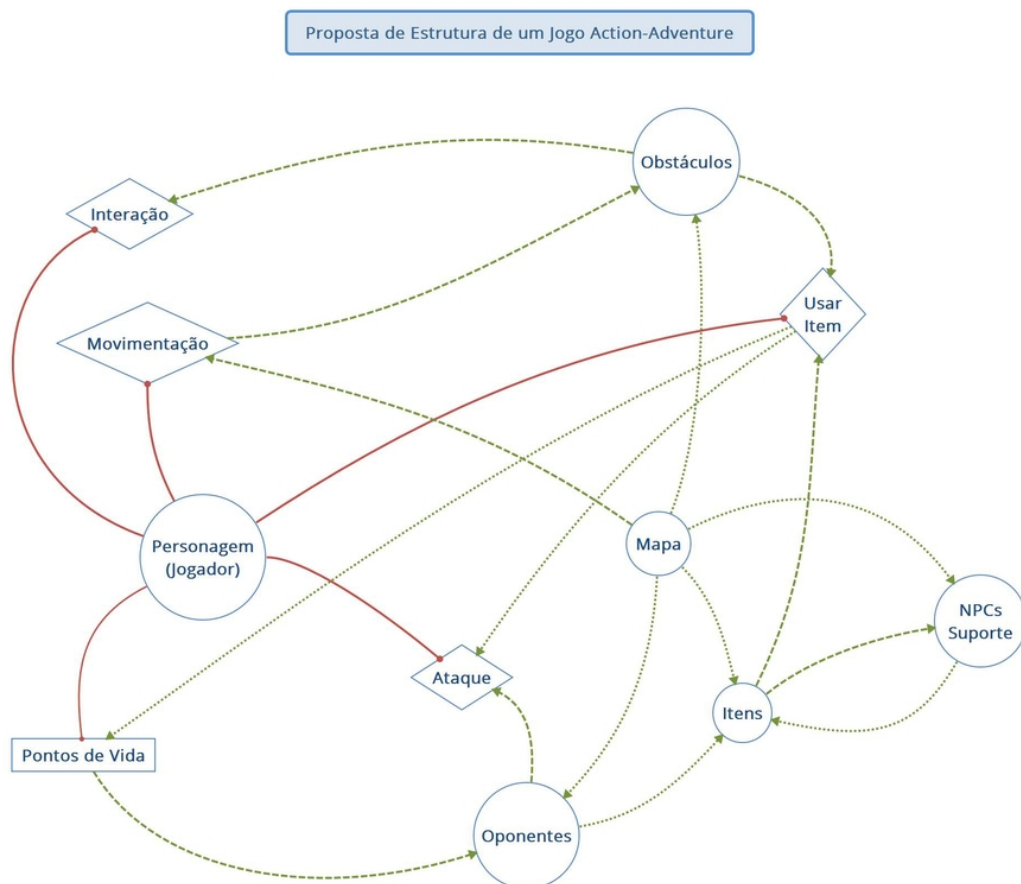 Proposta de Estrutura de um Jogo Action-Adventure
Obstáculos
Interação
Usar
Item
Movimentação
Personagem
(Jogador)
Mapa
NPCs
Suporte
Ataque
Itens
Pontos de Vida
Oponentes